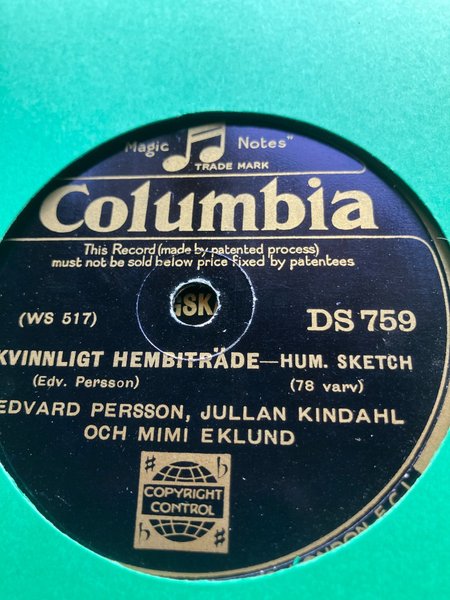 Magic Notes"
TRADE MARK
Columbia
This Record (made by patented process)
must not be sold below price fixed by patentees
(WS 517)
DS 759
KVINNLIGT HEMBITRÄDE—HUM. SKETCH
(Edv. Persson) (78 varv)
EDVARD PERSSON, JULLAN KINDAHL
OCH MIMI EKLUND
COPYRIGHT
CONTROL
LONDON. E.C.1.